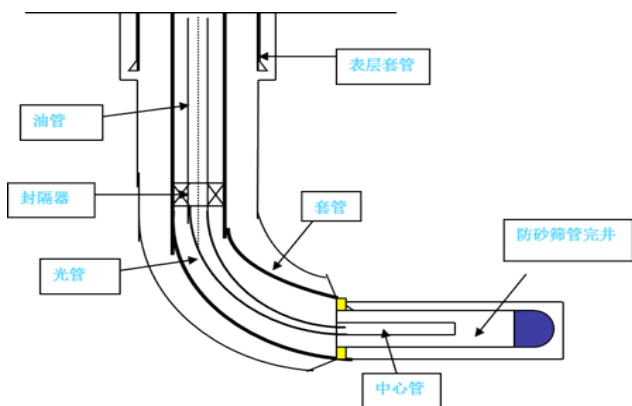 表层套管
油管
封隔器
套管
防砂筛管完井
光管
中心管